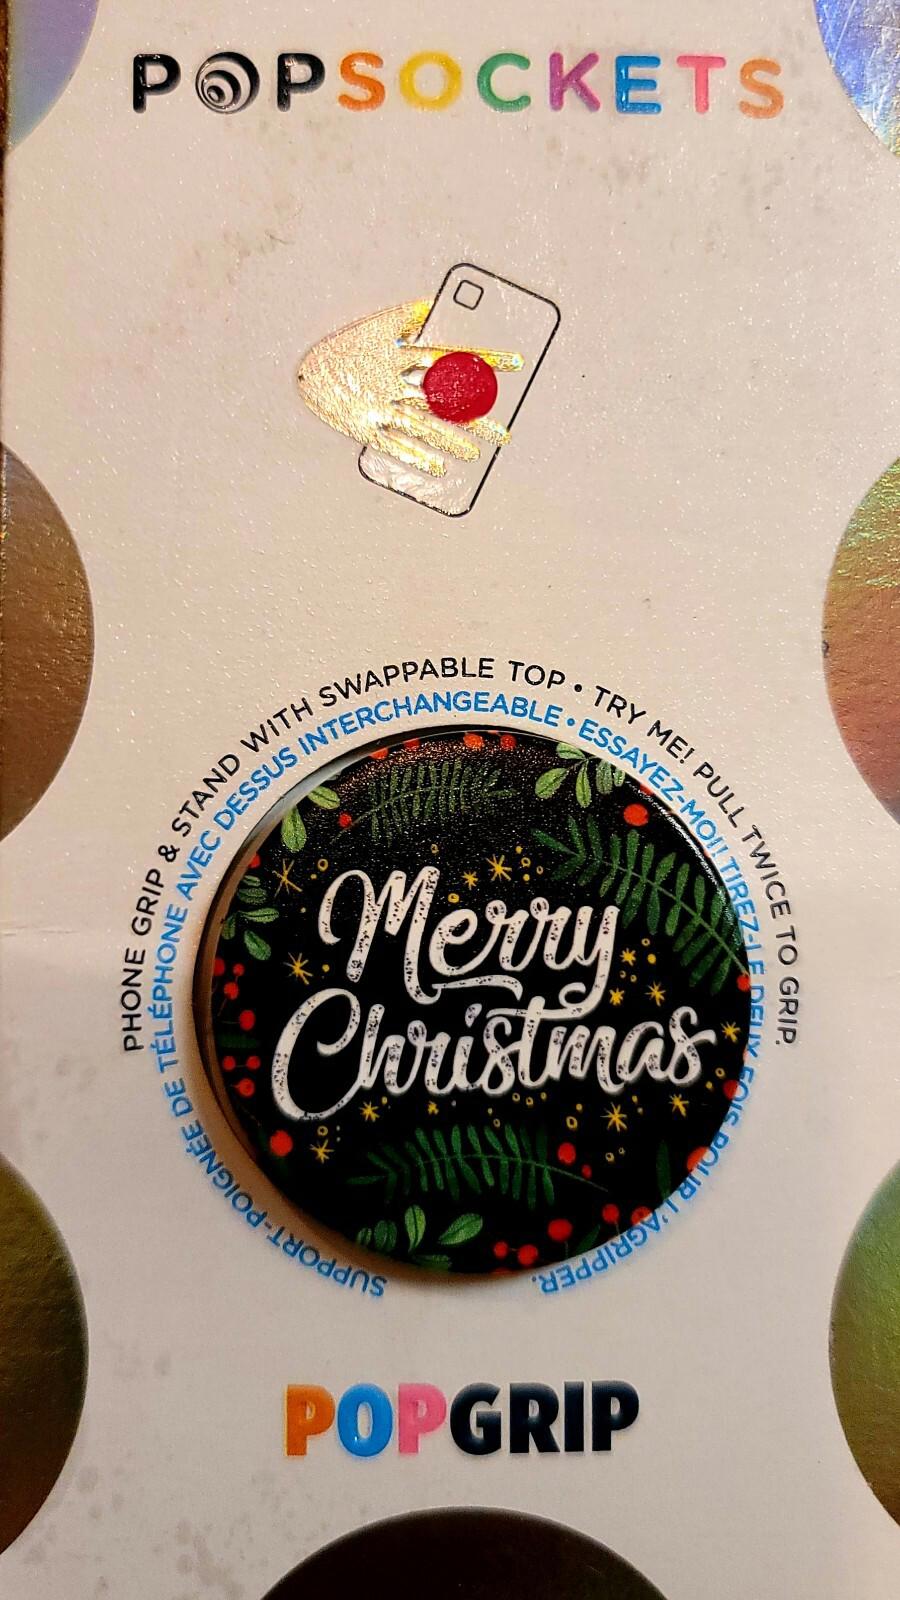 POPSOCKETS
PHONE GRIP & STAND WITH SWAPPABLE TOP • TRY ME! PULL TWICE TO GRIP.
SUPPORT-POIGNÉE DE TÉLÉPHONE AVEC DESSUS INTERCHANGEABLE • ESSAYEZ-MOI! TIREZ-LE DEUX FOIS POUR L'AGRIPPER.
Merry
Christmas
POPGRIP